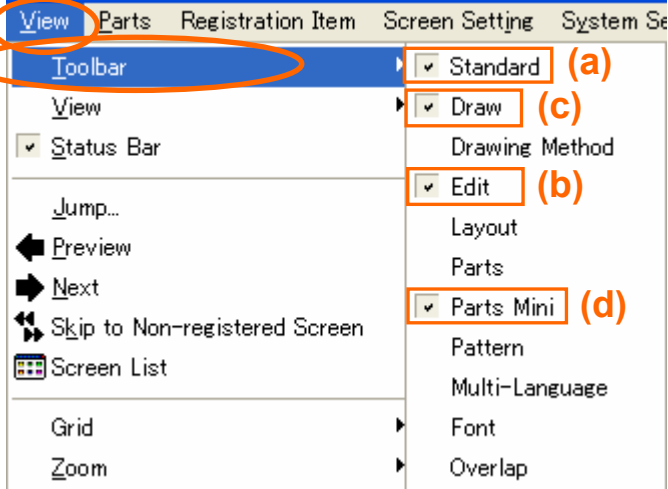 View Parts Registration Item Screen Setting System Se
Toolbar
View
Status Bar
Jump...
Preview
Next
Skip to Non-registered Screen
Screen List
Grid
Zoom
Standard (a)
Draw (c)
Drawing Method
Edit (b)
Layout
Parts
Parts Mini (d)
Pattern
Multi-Language
Font
Overlap